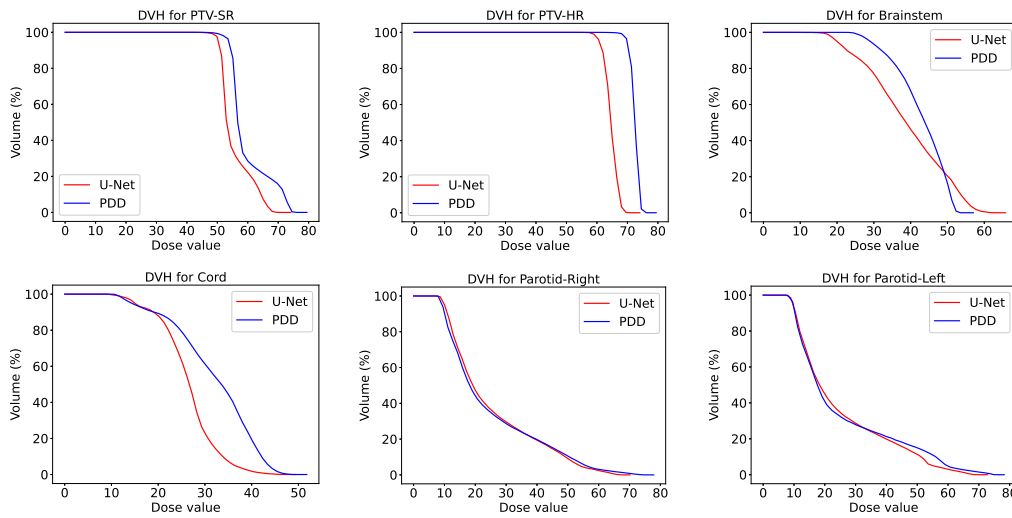 DVH for PTV-SR
100
80
60
40
20
0
Volume (%)
U-Net
PDD
0 10 20 30 40 50 60 70 80
Dose value
DVH for PTV-HR
100
80
60
40
20
0
Volume (%)
U-Net
PDD
0 10 20 30 40 50 60 70 80
Dose value
DVH for Brainstem
100
80
60
40
20
0
Volume (%)
U-Net
PDD
0 10 20 30 40 50 60
Dose value
DVH for Cord
100
80
60
40
20
0
Volume (%)
U-Net
PDD
0 10 20 30 40 50
Dose value
DVH for Parotid-Right
100
80
60
40
20
0
Volume (%)
U-Net
PDD
0 10 20 30 40 50 60 70 80
Dose value
DVH for Parotid-Left
100
80
60
40
20
0
Volume (%)
U-Net
PDD
0 10 20 30 40 50 60 70 80
Dose value